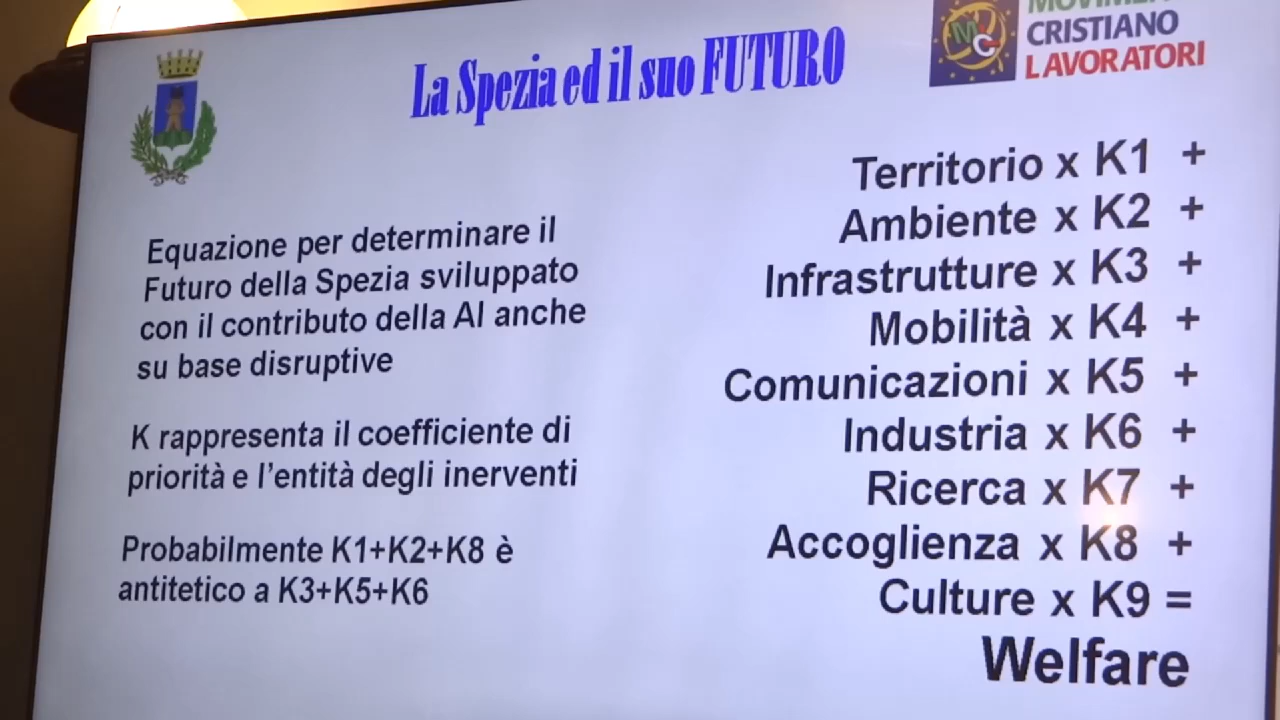 La Spezia ed il suo FUTURO
CRISTIANO
LAVORATORI
Equazione per determinare il
Futuro della Spezia sviluppato
con il contributo della AI anche
su base disruptive
K rappresenta il coefficiente di
priorità e l'entità degli inerventi
Probabilmente K1+K2+K8 è
antitetico a K3+K5+K6
Territorio x K1 +
Ambiente x K2 +
Infrastrutture x K3 +
Mobilità x K4 +
Comunicazioni x K5 +
Industria x K6 +
Ricerca x K7 +
Accoglienza x K8 +
Culture x K9 =
Welfare